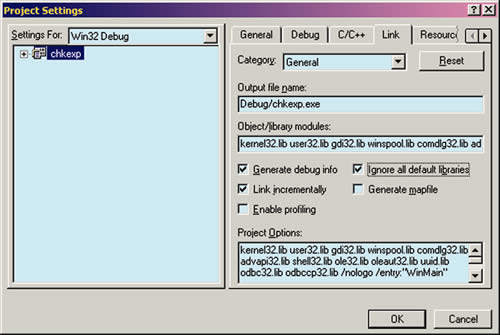 Project Settings
Settings For: Win32 Debug
chkexp
General Debug C/C++ Link Resourc
Category: General
Reset
Output file name:
Debug/chkexp.exe
Object/library modules:
kernel32.lib user32.lib gdi32.lib winspool.lib comdlg32.lib ad
Generate debug info
Ignore all default libraries
Link incrementally
Generate mapfile
Enable profiling
Project Options:
kernel32.lib user32.lib gdi32.lib winspool.lib comdlg32.lib
advapi32.lib shell32.lib ole32.lib oleaut32.lib uuid.lib
odbc32.lib odbccp32.lib /nologo /entry:"WinMain"
OK
Cancel